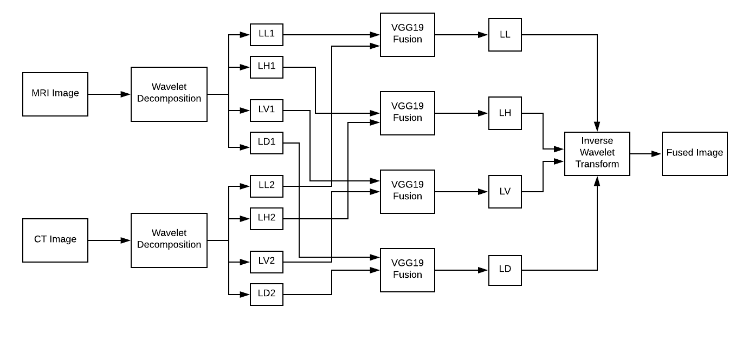 MRI Image
Wavelet
Decomposition
LL1
LH1
LV1
LD1
CT Image
Wavelet
Decomposition
LL2
LH2
LV2
LD2
VGG19
Fusion
VGG19
Fusion
VGG19
Fusion
VGG19
Fusion
LL
LH
LV
LD
Inverse
Wavelet
Transform
Fused Image